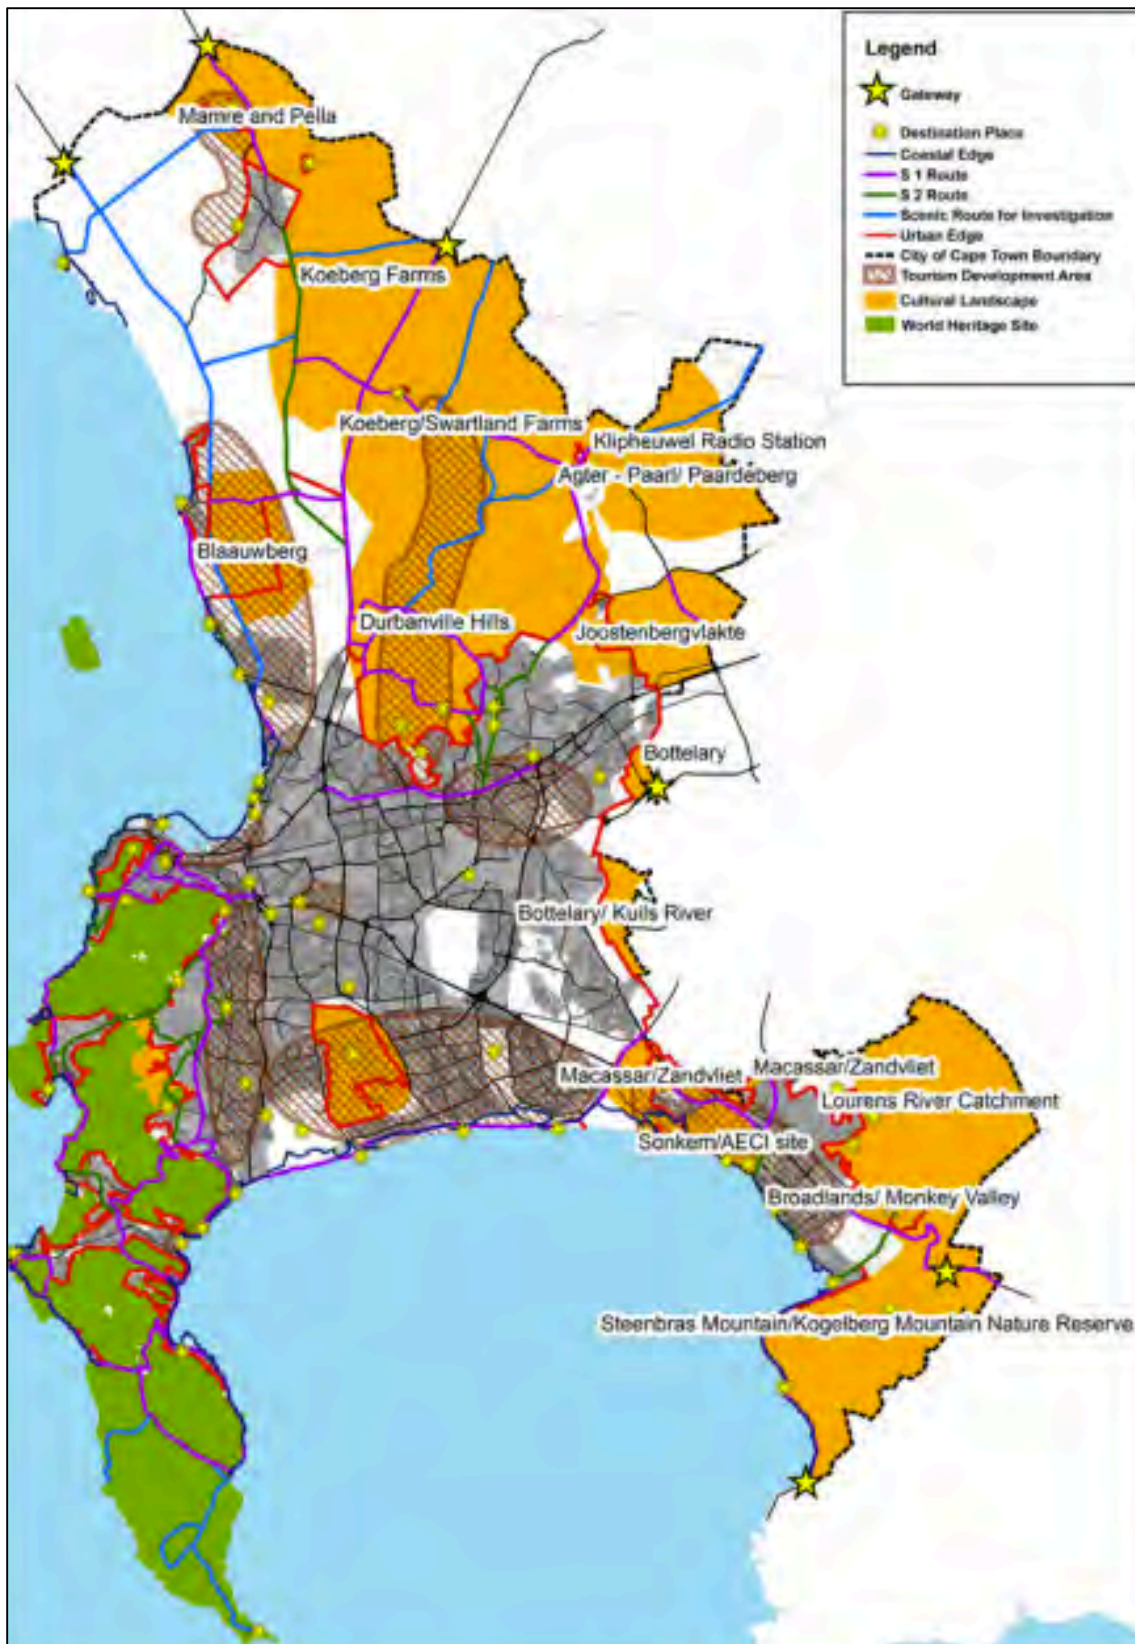 Legend
Gateway
Destination Place
Coastal Edge
S 1 Route
S 2 Route
Scenic Route for Investigation
Urban Edge
City of Cape Town Boundary
Tourism Development Area
Cultural Landscape
World Heritage Site
Mamre and Pella
Koeberg Farms
Koeberg/Swartland Farms
Klipheuwel Radio Station
Agter - Paarl/ Paardeberg
Blaauwberg
Durbanville Hills
Joostenbergvlakte
Bottelary
Bottelary/ Kuils River
Macassar/Zandvliet
Macassar/Zandvliet
Lourens River Catchment
Somkem/AECI site
Broadlands/ Monkey Valley
Steenbras Mountain/Kogelberg Mountain Nature Reserve